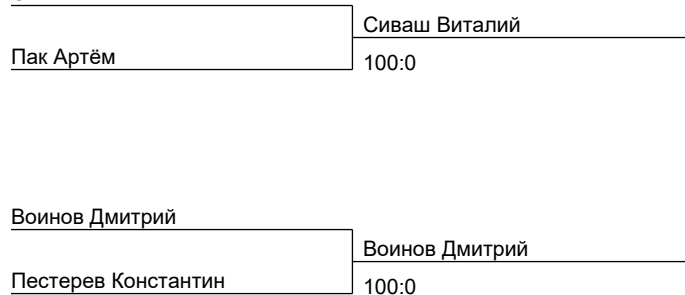 Сиваш Виталий
Пак Артём
100:0
Воинов Дмитрий
Воинов Дмитрий
Пестерев Константин
100:0